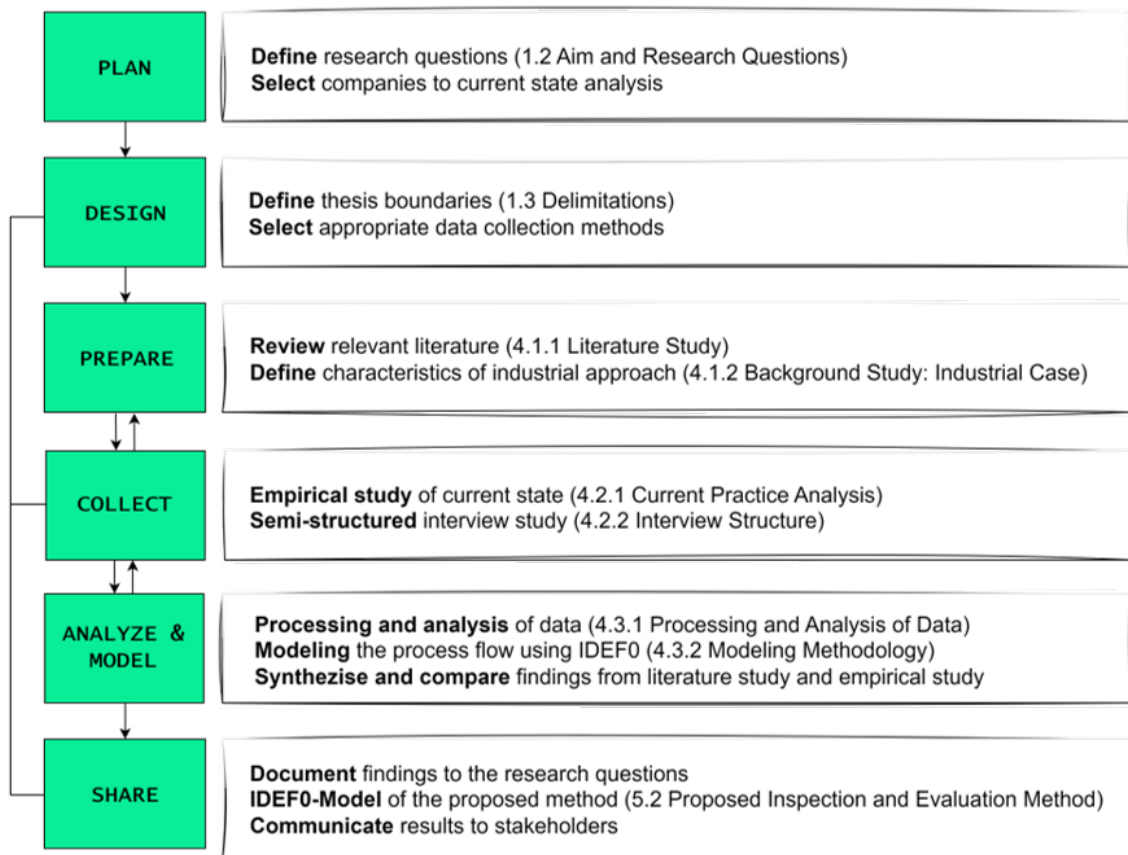 PLAN
Define research questions (1.2 Aim and Research Questions)
Select companies to current state analysis
DESIGN
Define thesis boundaries (1.3 Delimitations)
Select appropriate data collection methods
PREPARE
Review relevant literature (4.1.1 Literature Study)
Define characteristics of industrial approach (4.1.2 Background Study: Industrial Case)
COLLECT
Empirical study of current state (4.2.1 Current Practice Analysis)
Semi-structured interview study (4.2.2 Interview Structure)
ANALYZE &
MODEL
Processing and analysis of data (4.3.1 Processing and Analysis of Data)
Modeling the process flow using IDEF0 (4.3.2 Modeling Methodology)
Synthezise and compare findings from literature study and empirical study
SHARE
Document findings to the research questions
IDEF0-Model of the proposed method (5.2 Proposed Inspection and Evaluation Method)
Communicate results to stakeholders